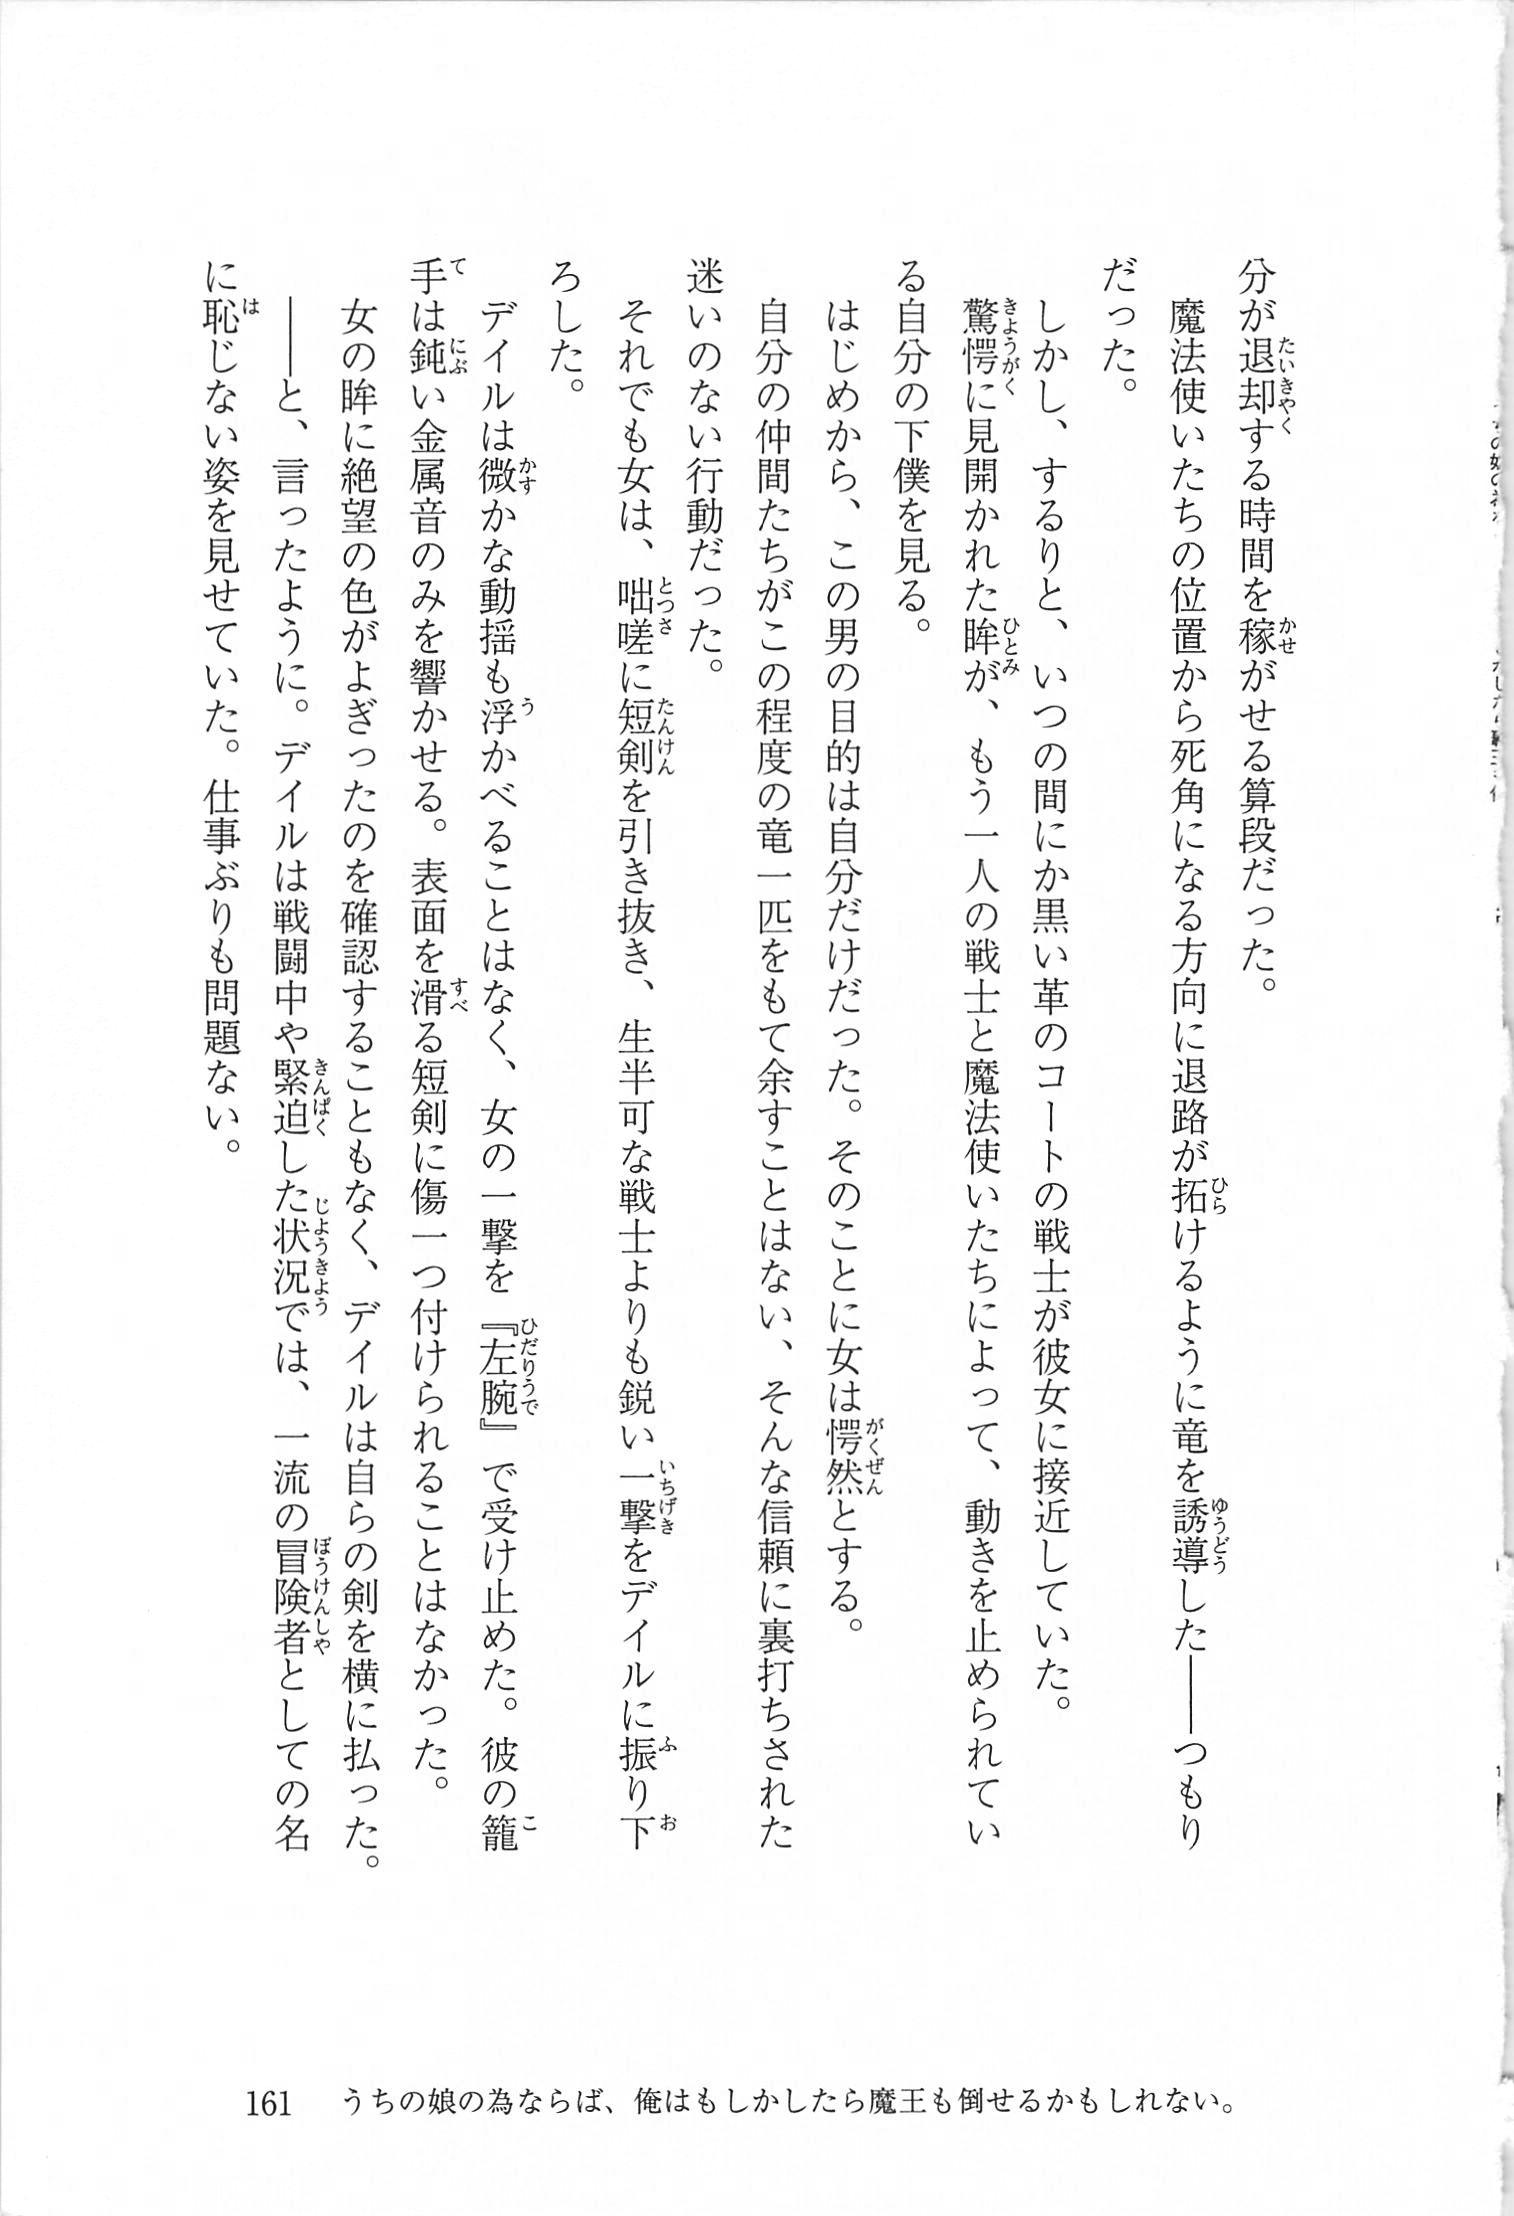 分が退却する時間を稼がせる算段だった。
魔法使いたちの位置から死角になる方向に退路が拓けるように竜を誘導した――つもり
だった。
しかし、するりと、いつの間にか黒い革のコートの戦士が彼女に接近していた。
驚愕に見開かれた眸が、もう一人の戦士と魔法使いたちによって、動きを止められてい
る自分の下僕を見る。
はじめから、この男の目的は自分だけだった。そのことに女は愕然とする。
自分の仲間たちがこの程度の竜一匹をもて余すことはない、そんな信頼に裏打ちされた
迷いのない行動だった。
それでも女は、咄嗟に短剣を引き抜き、生半可な戦士よりも鋭い一撃をデイルに振り下
ろした。
デイルは微かな動揺も浮かべることはなく、女の一撃を『左腕』で受け止めた。彼の籠
手は鈍い金属音のみを響かせる。表面を滑る短剣に傷一つ付けられることはなかった。
女の眸に絶望の色がよぎったのを確認することもなく、デイルは自らの剣を横に払った。
――と、言ったように。デイルは戦闘中や緊迫した状況では、一流の冒険者としての名
に恥じない姿を見せていた。仕事ぶりも問題ない。
161 うちの娘の為ならば、俺はもしかしたら魔王も倒せるかもしれない。